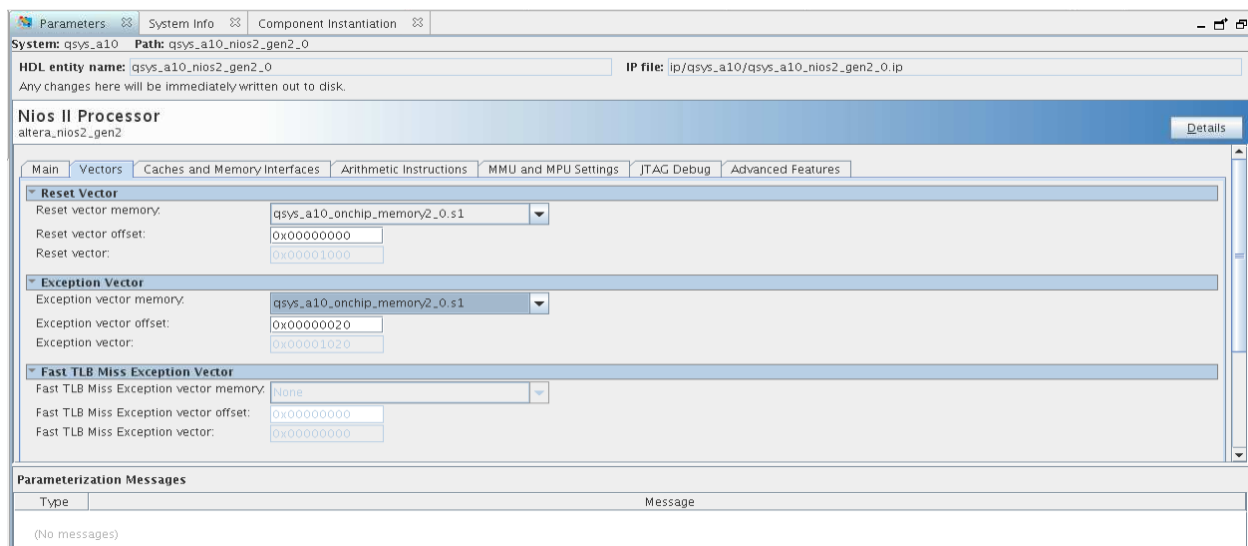 Parameters System Info Component Instantiation
System: qsys_a10 Path: qsys_a10_nios2_gen2_0
HDL entity name: qsys_a10_nios2_gen2_0 IP file: ip/qsys_a10/qsys_a10_nios2_gen2_0.ip
Any changes here will be immediately written out to disk.
Nios II Processor
altera_nios2_gen2
Details
Main Vectors Caches and Memory Interfaces Arithmetic Instructions MMU and MPU Settings JTAG Debug Advanced Features
Reset Vector
Reset vector memory: qsys_a10_onchip_memory2_0.s1
Reset vector offset: 0x00000000
Reset vector: 0x00001000
Exception Vector
Exception vector memory: qsys_a10_onchip_memory2_0.s1
Exception vector offset: 0x00000020
Exception vector: 0x00001020
Fast TLB Miss Exception Vector
Fast TLB Miss Exception vector memory: None
Fast TLB Miss Exception vector offset: 0x00000000
Fast TLB Miss Exception vector: 0x00000000
Parameterization Messages
Type Message
(No messages)